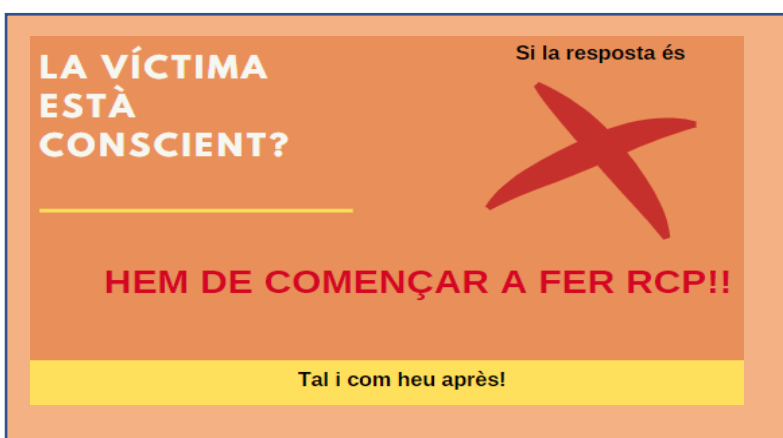 LA VÍCTIMA
ESTÀ
CONSCIENT?
Si la resposta és
HEM DE COMENÇAR A FER RCP!!
Tal i com heu après!